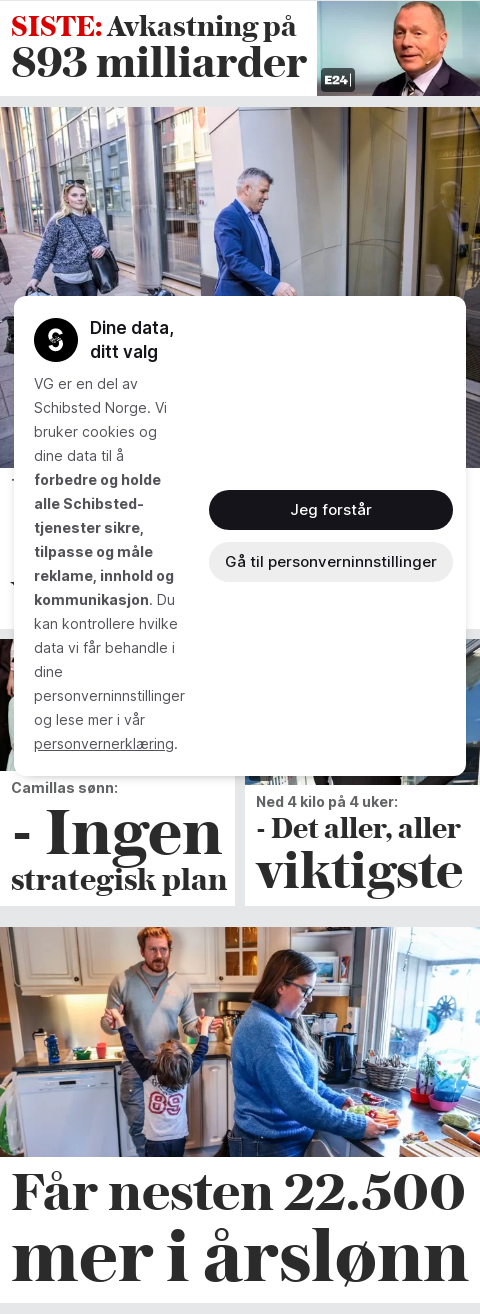 SISTE: Avkastning på
893 milliarder
E24
Dine data,
ditt valg
VG er en del av
Schibsted Norge. Vi
bruker cookies og
dine data til å
forbedre og holde
alle Schibsted-
tjenester sikre,
tilpasse og måle
reklame, innhold og
kommunikasjon. Du
kan kontrollere hvilke
data vi får behandle i
dine
personverninnstillinger
og lese mer i vår
personvernerklæring.
Jeg forstår
Gå til personverninnstillinger
Camillas sønn:
- Ingen
strategisk plan
Ned 4 kilo på 4 uker:
- Det aller, aller
viktigste
89
Får nesten 22.500
mer i årslønn